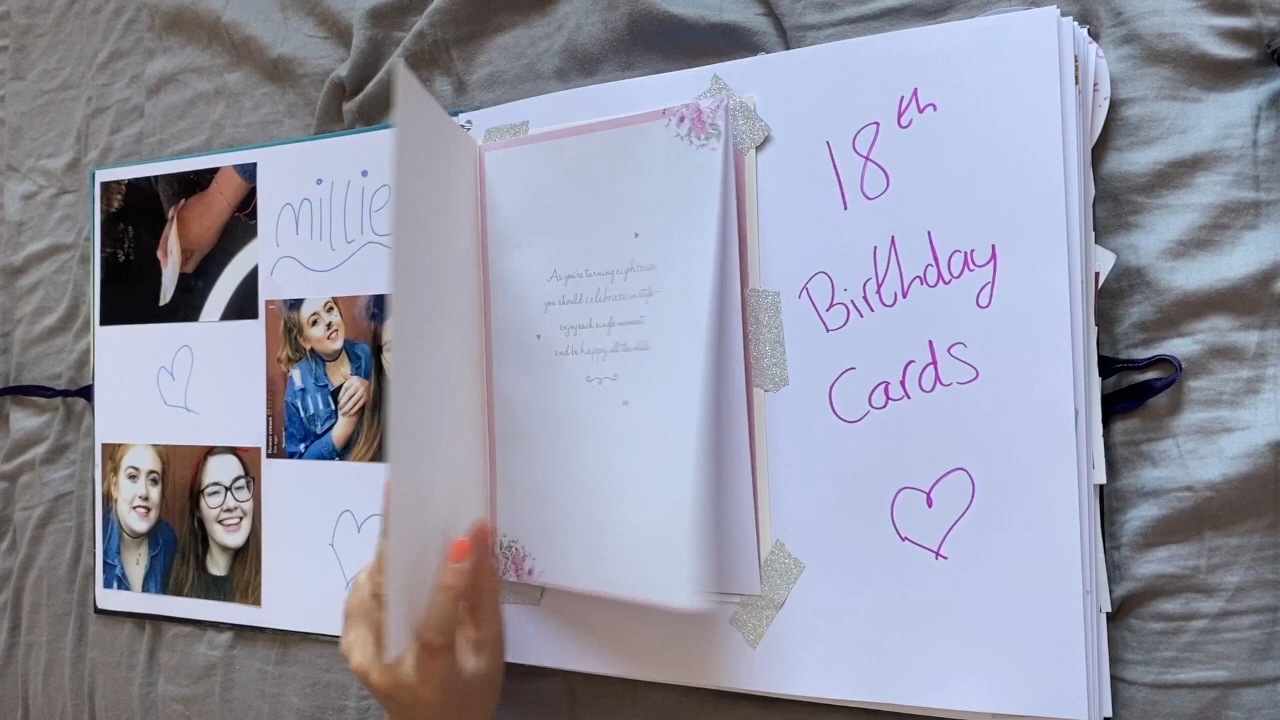 millie
As you're turning eighteen
you should celebrate in style -
enjoy each single moment
and be happy all the while
18th
Birthday
Cards